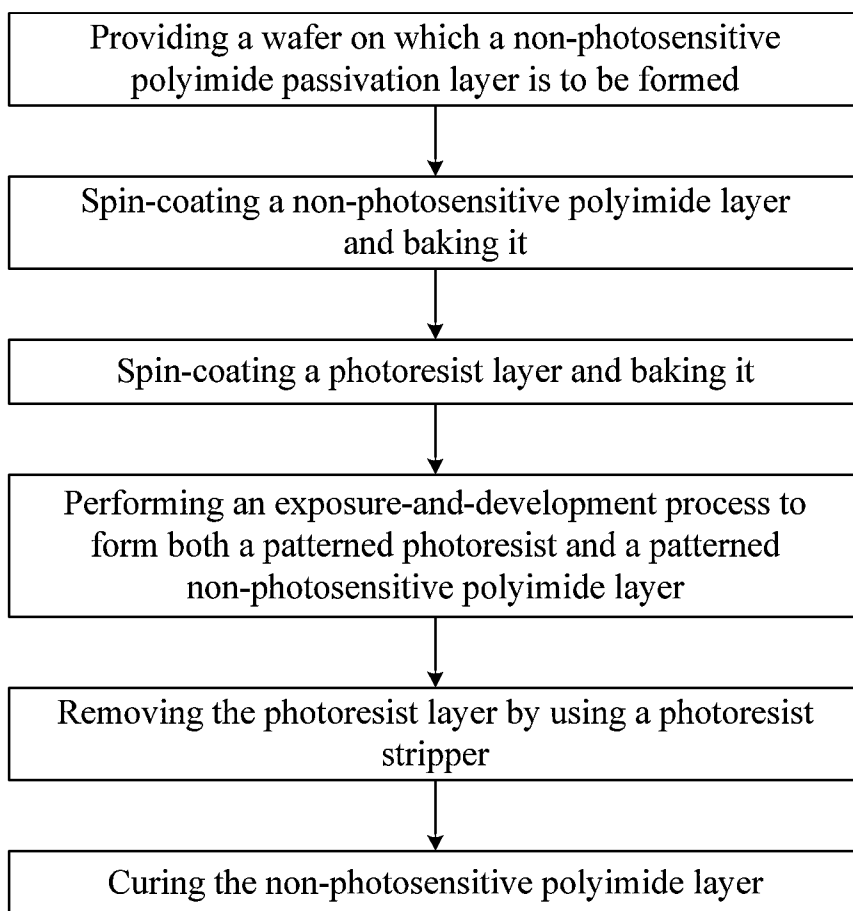 Providing a wafer on which a non-photosensitive
polyimide passivation layer is to be formed
Spin-coating a non-photosensitive polyimide layer
and baking it
Spin-coating a photoresist layer and baking it
Performing an exposure-and-development process to
form both a patterned photoresist and a patterned
non-photosensitive polyimide layer
Removing the photoresist layer by using a photoresist
stripper
Curing the non-photosensitive polyimide layer